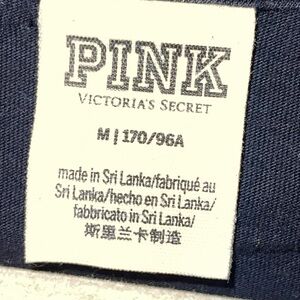 PINK
VICTORIA'S SECRET
M | 170/96A
made in Sri Lanka/fabriqué au
Sri Lanka/hecho en Sri Lanka/
fabbricato in Sri Lanka/
斯里兰卡制造